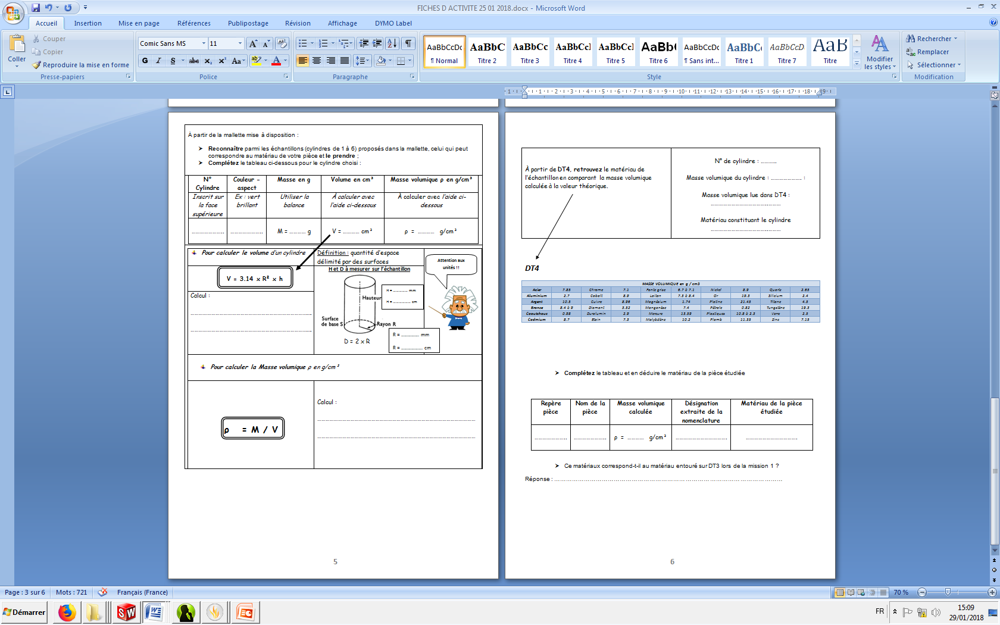 FICHES D ACTIVITE 25 01 2018.docx - Microsoft Word
Accueil Insertion Mise en page Références Publipostage Révision Affichage DYMO Label
Coller
Couper
Copier
Reproduire la mise en forme
Presse-papiers
Comic Sans MS 11
G I S abc x₂ x² Aa
Police
Paragraphe
AaBbCcDc AaBbC AaBbCc AaBbCcI AaBbCcI AaBb( AaBbCcDc AaBbC AaBbCcD AaB
¶ Normal Titre 2 Titre 3 Titre 4 Titre 5 Titre 6 ¶ Sans int... Titre 1 Titre 7 Titre
Style
Modifier les styles
Rechercher
Remplacer
Sélectionner
Modification
À partir de la mallette mise à disposition :
Reconnaître parmi les échantillons (cylindres de 1 à 6) proposés dans la mallette, celui qui peut
correspondre au matériau de votre pièce et le prendre ;
Complétez le tableau ci-dessous pour le cylindre choisi :
N° Cylindre
Couleur – aspect
Masse en g
Volume en cm³
Masse volumique ρ en g/cm³
Inscrit sur la face supérieure
Ex : vert brillant
Utiliser la balance
À calculer avec l'aide ci-dessous
À calculer avec l'aide ci-dessous
.................... .................... M = ........... g V = ........... cm³ ρ = ........... g/cm³
Pour calculer le volume d'un cylindre
V = 3.14 x R² x h
Calcul :
Définition : quantité d'espace
délimité par des surfaces
H et D à mesurer sur l'échantillon
Hauteur
H = .............. mm
H = ................. cm
Surface
de base S
Rayon R
D = 2 x R
R = .............. mm
R = ................. cm
Attention aux
unités !!
Pour calculer la Masse volumique ρ en g/cm³
ρ = M / V
Calcul :
5
À partir de DT4, retrouvez le matériau de
l'échantillon en comparant la masse volumique
calculée à la valeur théorique.
N° de cylindre : ..........
Masse volumique du cylindre : .................... :
Masse volumique lue dans DT4 :
..........................................
Matériau constituant le cylindre
..........................................
DT4
MASSE VOLUMIQUE en g / cm3
Acier 7.85 Chrome 7.1 Fonte grise 6.7 à 7.1 Nickel 8.9 Quartz 2.65
Aluminium 2.7 Cobalt 8.9 Laiton 7.3 à 8.4 Or 19.3 Silicium 2.4
Argent 10.5 Cuivre 8.96 Magnésium 1.74 Platine 21.45 Titane 4.5
Bronze 8.4 à 9 Diamant 3.52 Manganèse 7.4 Pétrole 0.82 Tungstène 19.3
Caoutchouc 0.98 Duralumin 2.9 Mercure 13.59 Plastiques Verre 2.5
Cadmium 8.7 Etain 7.3 Molybdène 10.2 Plomb 11.35 Zinc 7.15
Complétez le tableau et en déduire le matériau de la pièce étudiée
Repère pièce
Nom de la pièce
Masse volumique calculée
Désignation extraite de la nomenclature
Matériau de la pièce étudiée
.................... .................... ρ = ........... g/cm³ ................................ ................................
Ce matériaux correspond-t-il au matériau entouré sur DT3 lors de la mission 1 ?
Réponse : ........................................................................
6
Page : 3 sur 6 Mots : 721 Français (France) 70 %
Démarrer
FR
15:09
29/01/2018